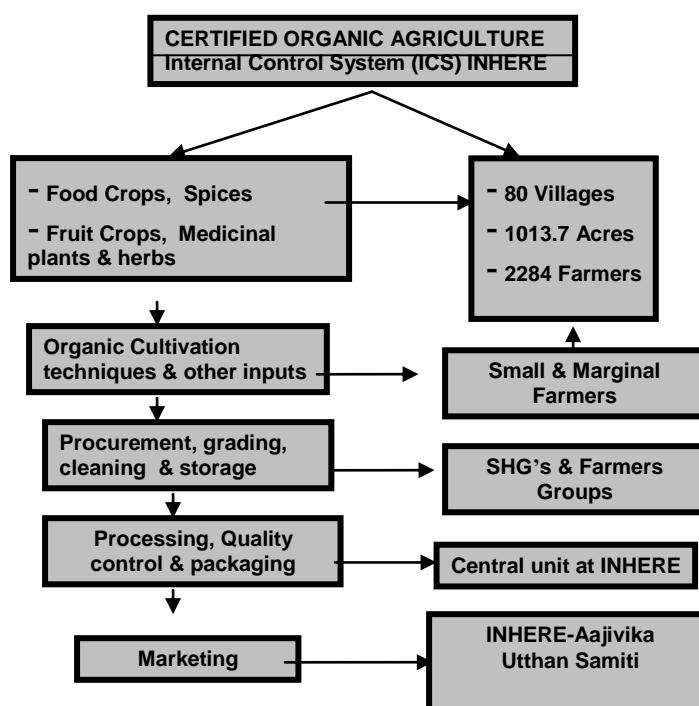 CERTIFIED ORGANIC AGRICULTURE
Internal Control System (ICS) INHERE
- Food Crops, Spices
- Fruit Crops, Medicinal
plants & herbs
- 80 Villages
- 1013.7 Acres
- 2284 Farmers
Organic Cultivation
techniques & other inputs
Small & Marginal
Farmers
Procurement, grading,
cleaning & storage
SHG's & Farmers
Groups
Processing, Quality
control & packaging
Central unit at INHERE
Marketing
INHERE-Aajivika
Utthan Samiti